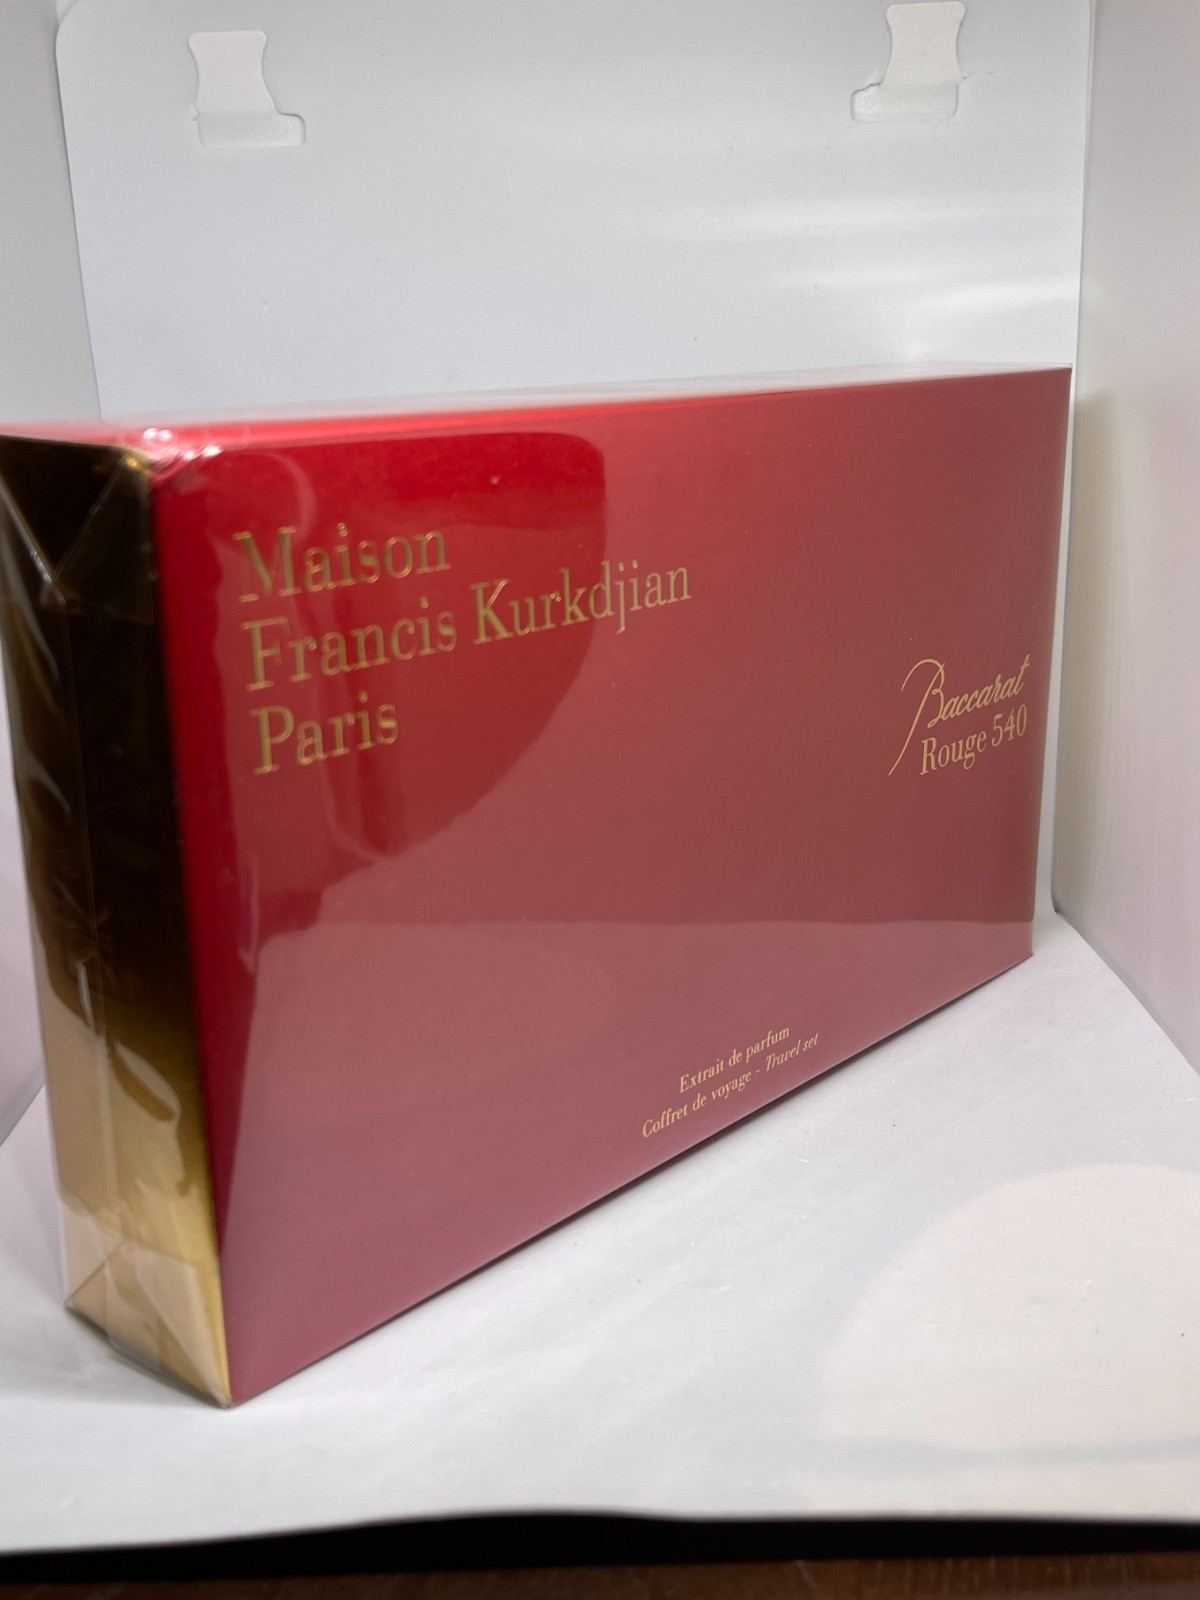 Maison
Francis Kurkdjian
Paris
Baccarat
Rouge 540
Extrait de parfum
Coffret de voyage - Travel set